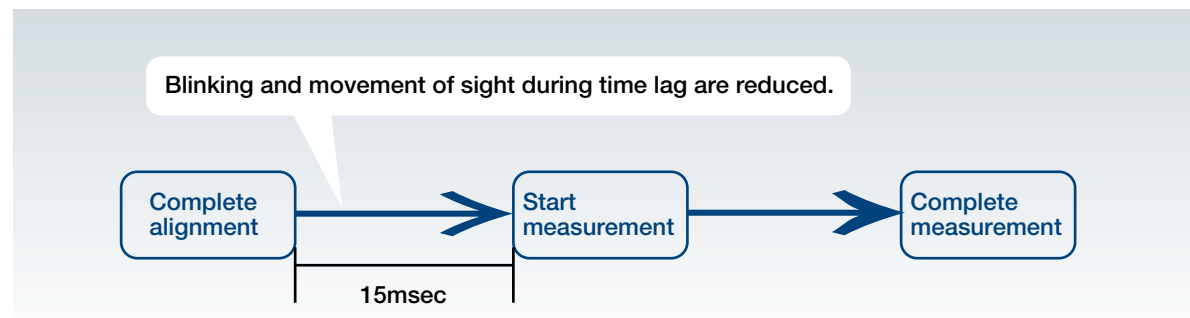 Blinking and movement of sight during time lag are reduced.
Complete
alignment
Start
measurement
Complete
measurement
15msec